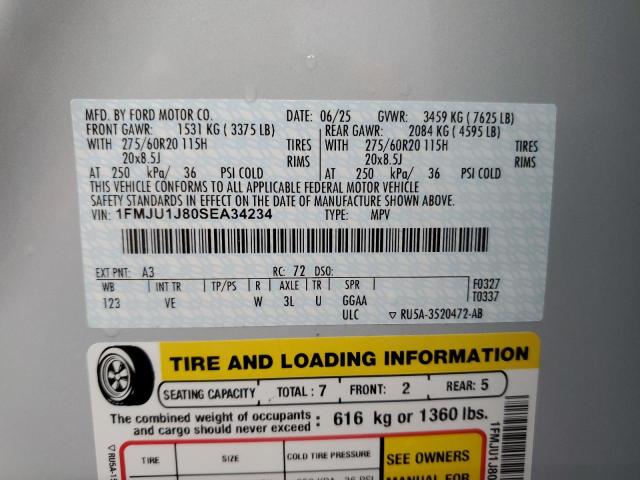 MFD. BY FORD MOTOR CO. DATE: 06/25 GVWR: 3459 KG (7625 LB)
FRONT GAWR: 1531 KG (3375 LB) REAR GAWR: 2084 KG (4595 LB)
WITH 275/60R20 115H TIRES WITH 275/60R20 115H TIRES
20x8.5J RIMS 20x8.5J RIMS
AT 250 kPa/ 36 PSI COLD AT 250 kPa/ 36 PSI COLD
THIS VEHICLE CONFORMS TO ALL APPLICABLE FEDERAL MOTOR VEHICLE
SAFETY STANDARDS IN EFFECT ON THE DATE OF MANUFACTURE SHOWN ABOVE.
VIN: 1FMJU1J80SEA34234 TYPE: MPV
EXT PNT: A3 RC: 72 DSO:
WB INT TR TP/PS R AXLE TR SPR F0327
123 VE W 3L U GGAA T0337
ULC ▽ RU5A-3520472-AB
TIRE AND LOADING INFORMATION
SEATING CAPACITY TOTAL : 7 FRONT: 2 REAR: 5
The combined weight of occupants and cargo should never exceed : 616 kg or 1360 lbs.
TIRE SIZE COLD TIRE PRESSURE SEE OWNERS
MANUAL FOR
1FMJU1J80
▽ RU5A-15